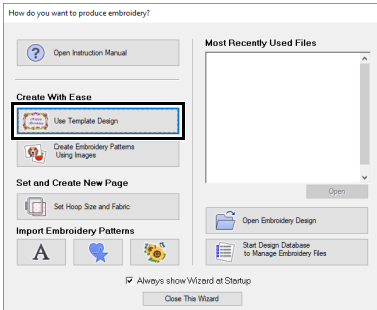 How do you want to produce embroidery?
Open Instruction Manual
Create With Ease
Use Template Design
Create Embroidery Patterns
Using Images
Set and Create New Page
Set Hoop Size and Fabric
Import Embroidery Patterns
A
Most Recently Used Files
Open
Open Embroidery Design
Start Design Database
to Manage Embroidery Files
Always show Wizard at Startup
Close This Wizard